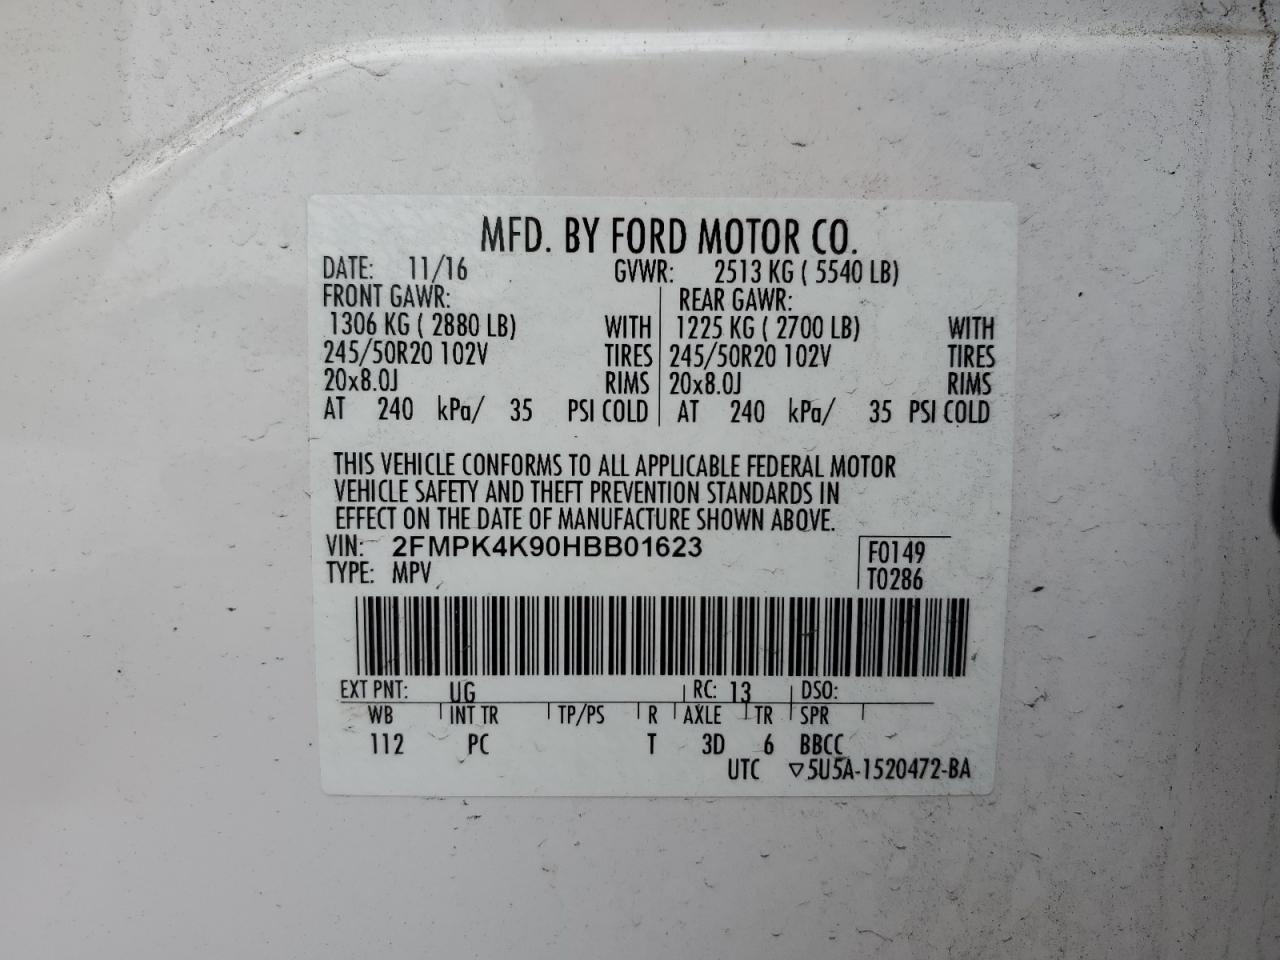 MFD. BY FORD MOTOR CO.
DATE: 11/16 GVWR: 2513 KG ( 5540 LB)
FRONT GAWR: REAR GAWR:
1306 KG ( 2880 LB) WITH 1225 KG ( 2700 LB) WITH
245/50R20 102V TIRES 245/50R20 102V TIRES
20x8.0J RIMS 20x8.0J RIMS
AT 240 kPa/ 35 PSI COLD AT 240 kPa/ 35 PSI COLD
THIS VEHICLE CONFORMS TO ALL APPLICABLE FEDERAL MOTOR
VEHICLE SAFETY AND THEFT PREVENTION STANDARDS IN
EFFECT ON THE DATE OF MANUFACTURE SHOWN ABOVE.
VIN: 2FMPK4K90HBB01623 F0149
TYPE: MPV T0286
EXT PNT: UG RC: 13 DSO:
WB INT TR TP/PS R AXLE TR SPR
112 PC T 3D 6 BBCC
UTC ▽5U5A-1520472-BA